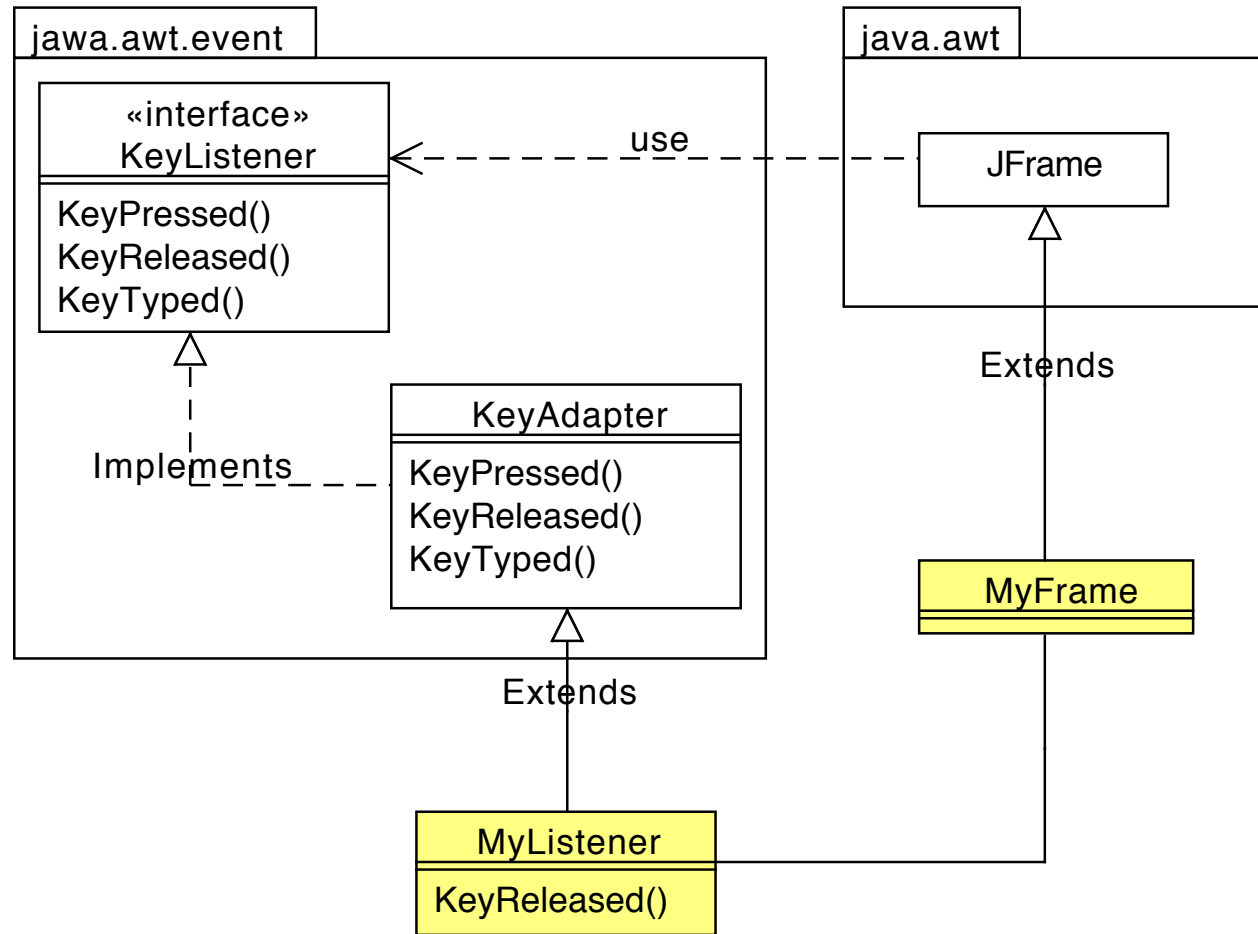 jawa.awt.event
java.awt
«interface»
KeyListener
KeyPressed()
KeyReleased()
KeyTyped()
use
JFrame
Implements
KeyAdapter
KeyPressed()
KeyReleased()
KeyTyped()
Extends
MyFrame
Extends
MyListener
KeyReleased()